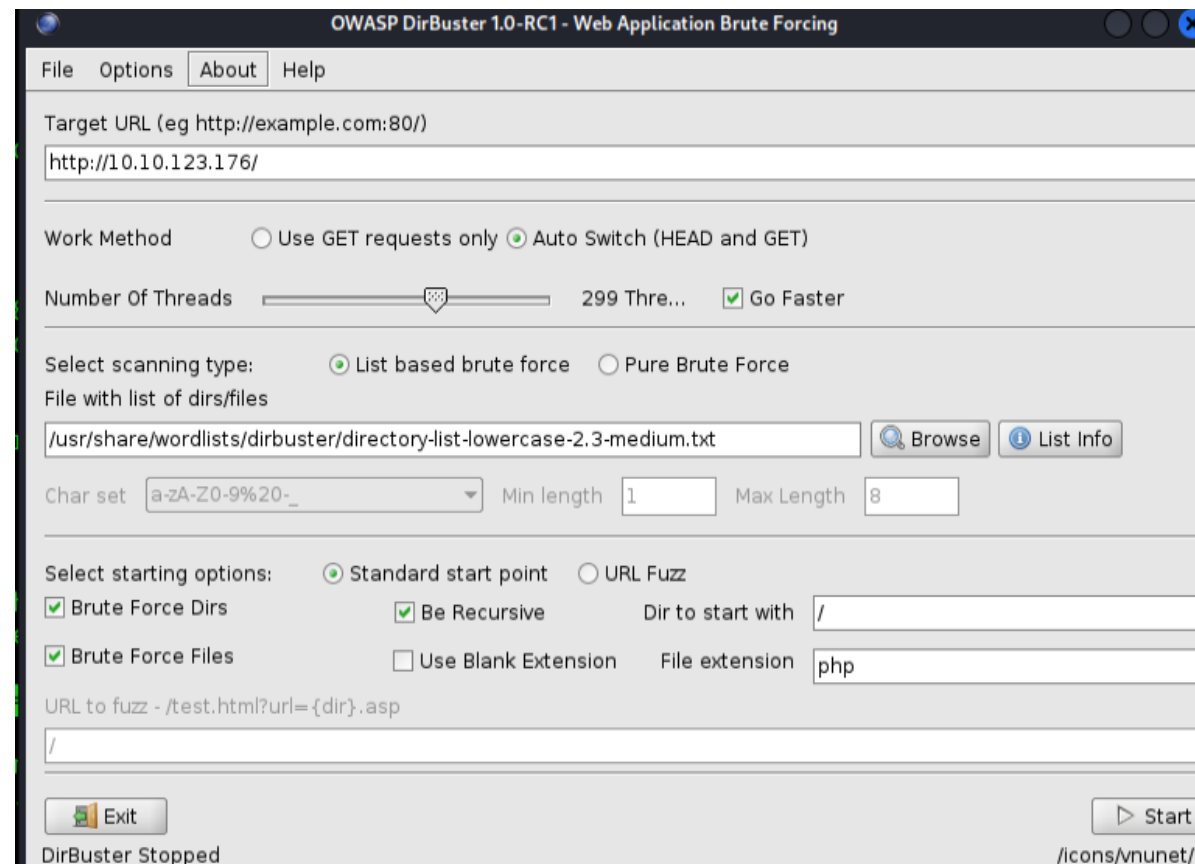 OWASP DirBuster 1.0-RC1 - Web Application Brute Forcing
File Options About Help
Target URL (eg http://example.com:80/)
http://10.10.123.176/
Work Method Use GET requests only Auto Switch (HEAD and GET)
Number Of Threads 299 Thre... Go Faster
Select scanning type: List based brute force Pure Brute Force
File with list of dirs/files
/usr/share/wordlists/dirbuster/directory-list-lowercase-2.3-medium.txt Browse List Info
Char set a-zA-Z0-9%20-_ Min length 1 Max Length 8
Select starting options: Standard start point URL Fuzz
Brute Force Dirs Be Recursive Dir to start with /
Brute Force Files Use Blank Extension File extension php
URL to fuzz - /test.html?url={dir}.asp
/
Exit Start
DirBuster Stopped /icons/vnunet/